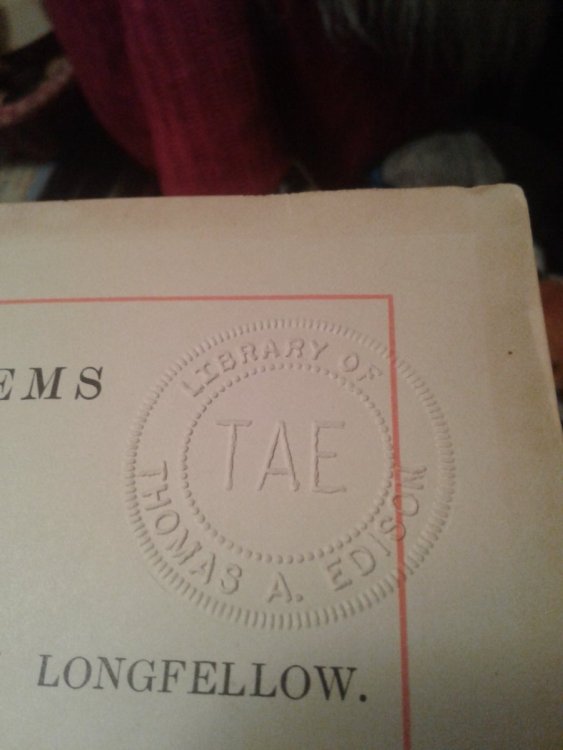 EMS
LIBRARY OF
TAE
THOMAS A. EDISON
LONGFELLOW.